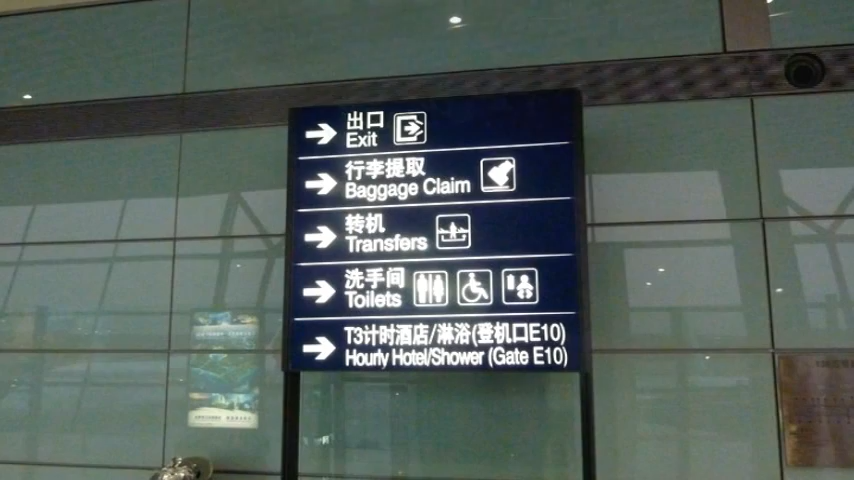 出口
Exit
行李提取
Baggage Claim
转机
Transfers
洗手间
Toilets
T3计时酒店/淋浴(登机口E10)
Hourly Hotel/Shower (Gate E10)